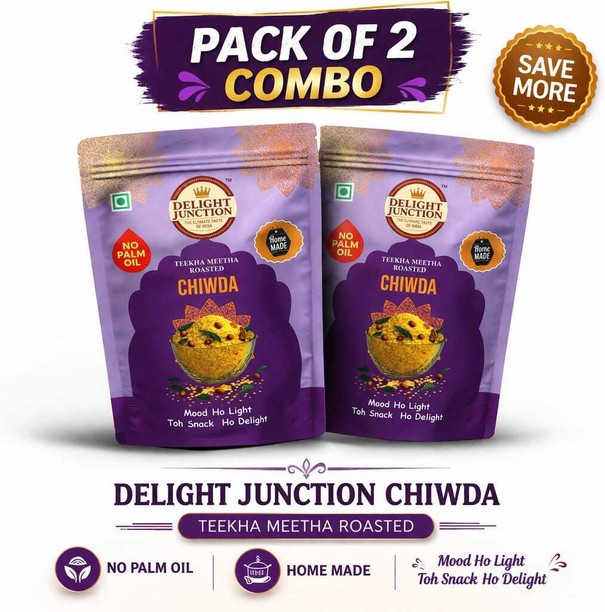 PACK OF 2
COMBO
SAVE
MORE
DELIGHT
JUNCTION
THE ULTIMATE TASTE
OF INDIA
TM
NO
PALM
OIL
Home
MADE
TEEKHA MEETHA
ROASTED
CHIWDA
Mood Ho Light
Toh Snack Ho Delight
DELIGHT
JUNCTION
THE ULTIMATE TASTE
OF INDIA
TM
NO
PALM
OIL
Home
MADE
TEEKHA MEETHA
ROASTED
CHIWDA
Mood Ho Light
Toh Snack Ho Delight
DELIGHT JUNCTION CHIWDA
TEEKHA MEETHA ROASTED
NO PALM OIL
HOME MADE
Mood Ho Light
Toh Snack Ho Delight